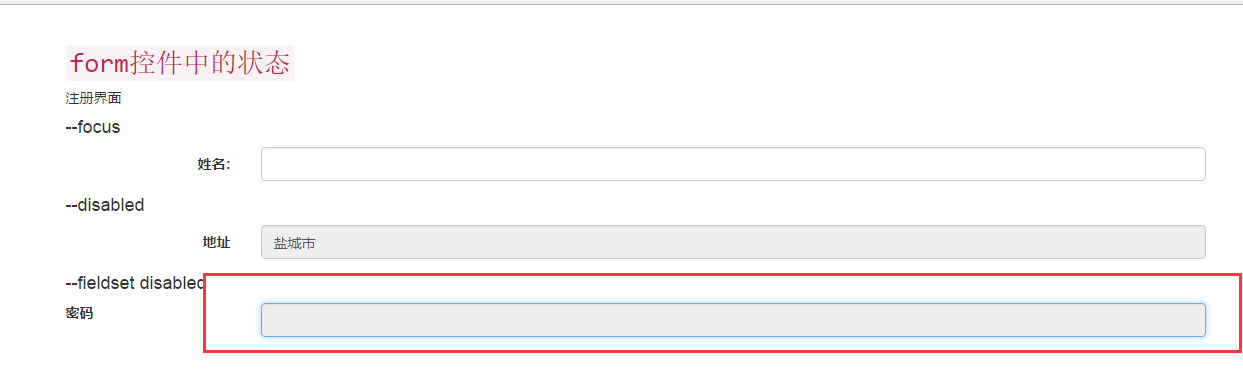 form控件中的状态
注册界面
--focus
姓名:
--disabled
地址 盐城市
--fieldset disabled
密码